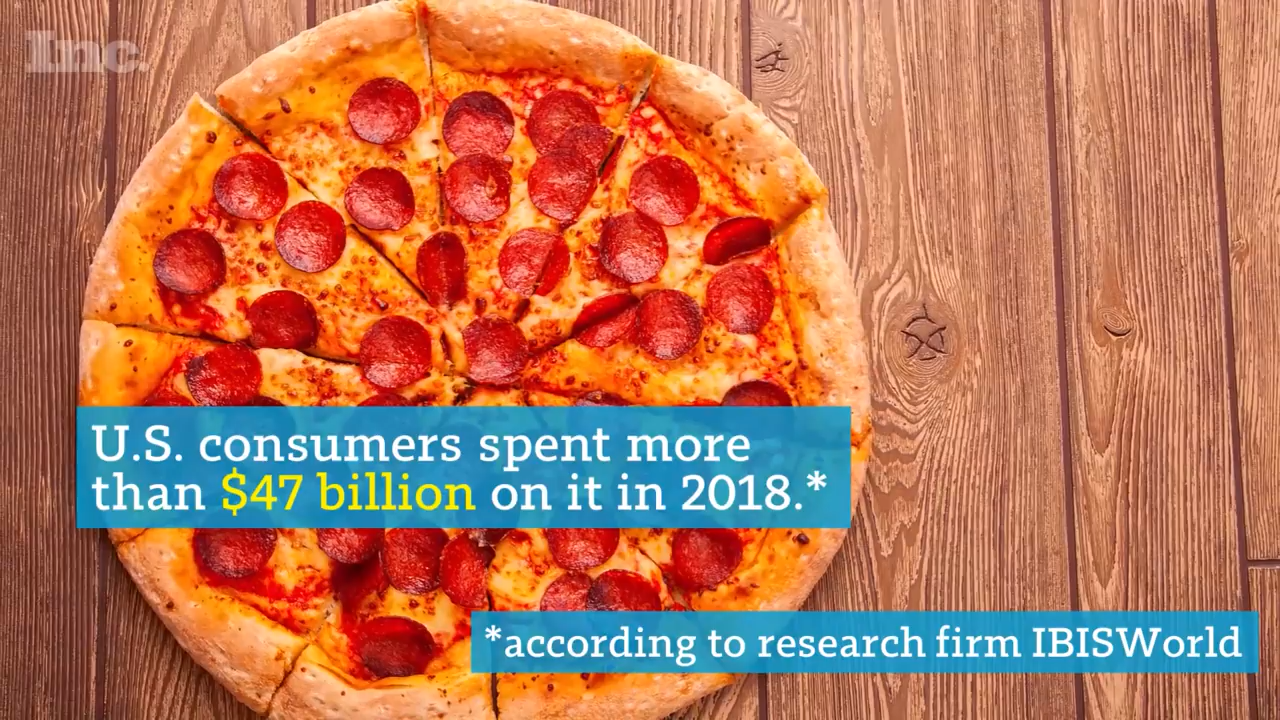 Inc.
U.S. consumers spent more
than $47 billion on it in 2018.*
*according to research firm IBISWorld